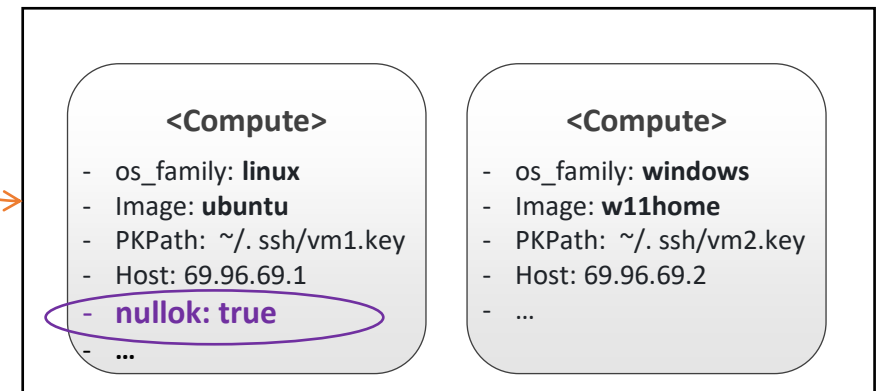 <Compute>
- os_family: linux
- Image: ubuntu
- PKPath: ~/. ssh/vm1.key
- Host: 69.96.69.1
- nullok: true
- …
<Compute>
- os_family: windows
- Image: w11home
- PKPath: ~/. ssh/vm2.key
- Host: 69.96.69.2
- …